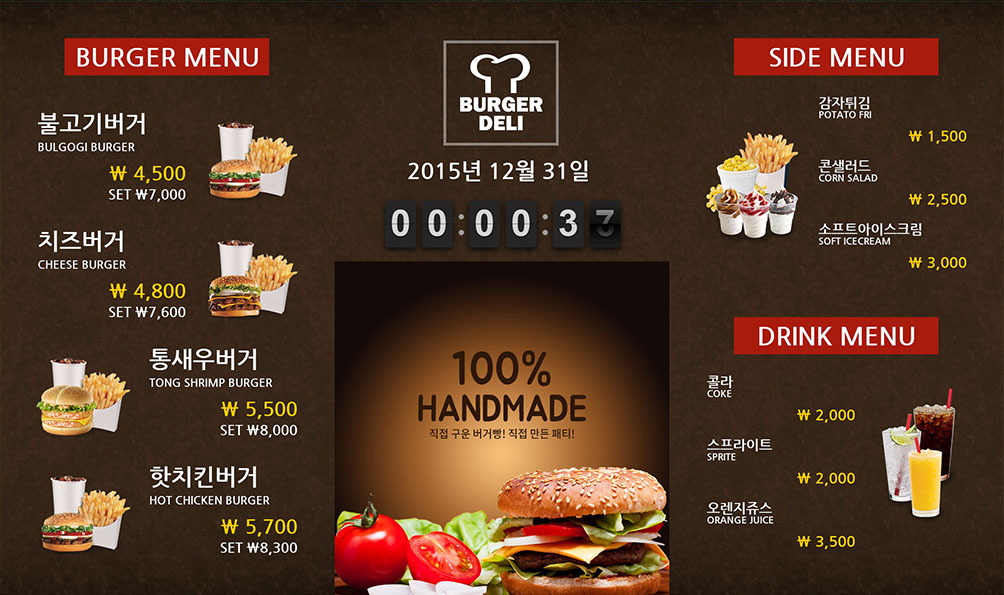 BURGER MENU
불고기버거
BULGOGI BURGER
₩ 4,500
SET ₩7,000
치즈버거
CHEESE BURGER
₩ 4,800
SET ₩7,600
통새우버거
TONG SHRIMP BURGER
₩ 5,500
SET ₩8,000
핫치킨버거
HOT CHICKEN BURGER
₩ 5,700
SET ₩8,300
BURGER
DELI
2015년 12월 31일
00:00:3
100%
HANDMADE
직접 구운 버거빵! 직접 만든 패티!
SIDE MENU
감자튀김
POTATO FRI
₩ 1,500
콘샐러드
CORN SALAD
₩ 2,500
소프트아이스크림
SOFT ICECREAM
₩ 3,000
DRINK MENU
콜라
COKE
₩ 2,000
스프라이트
SPRITE
₩ 2,000
오렌지쥬스
ORANGE JUICE
₩ 3,500